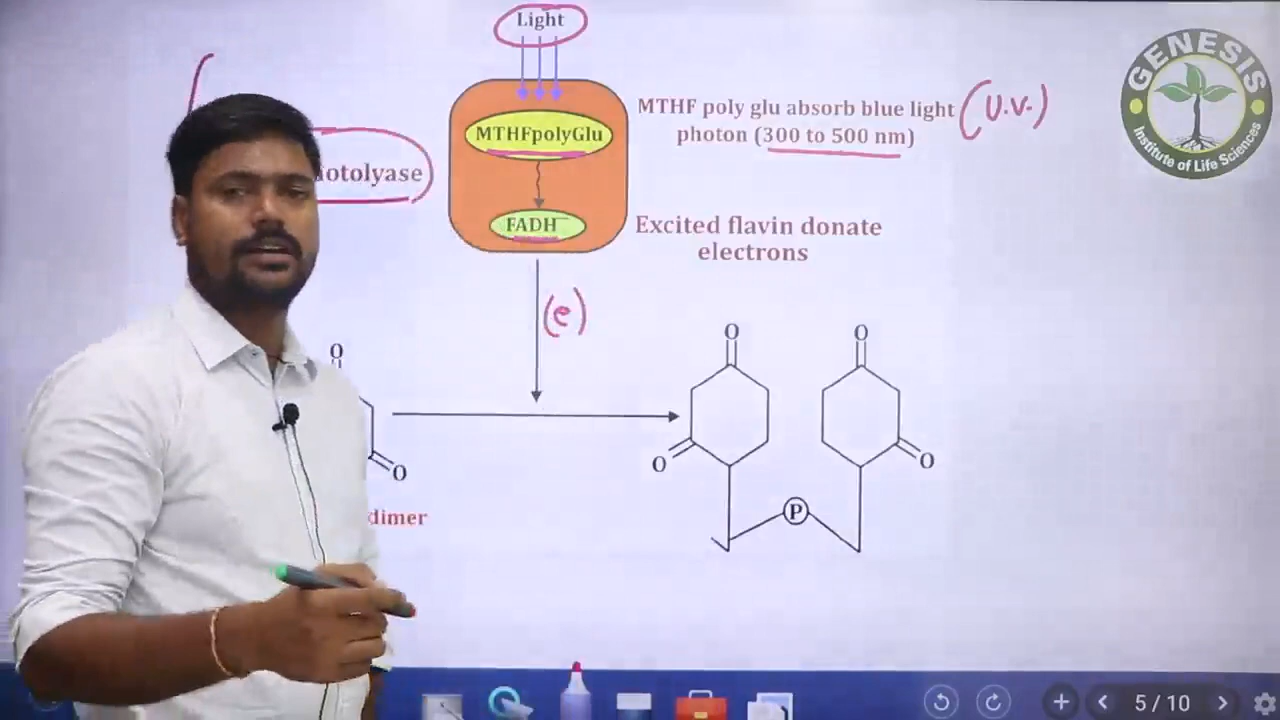 Light
MTHF poly glu absorb blue light
photon (300 to 500 nm)
(U.V.)
MTHFpolyGlu
FADH⁻
Excited flavin donate
electrons
(e)
O
O
O
O
O
O
P
dimer
GENESIS
Institute of Life Sciences
5 / 10